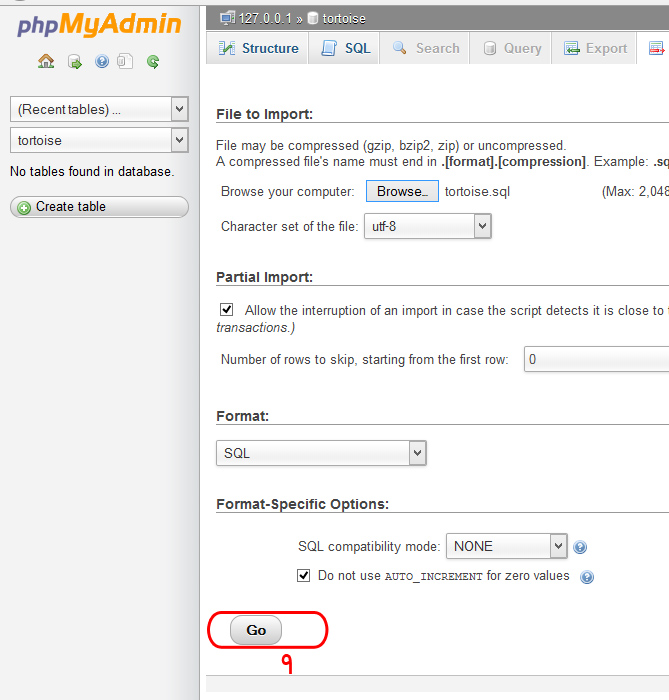 phpMyAdmin
127.0.0.1 » tortoise
Structure SQL Search Query Export
(Recent tables) ...
tortoise
No tables found in database.
Create table
File to Import:
File may be compressed (gzip, bzip2, zip) or uncompressed.
A compressed file's name must end in .[format].[compression]. Example: .sq
Browse your computer: Browse... tortoise.sql (Max: 2,048
Character set of the file: utf-8
Partial Import:
Allow the interruption of an import in case the script detects it is close to t
transactions.)
Number of rows to skip, starting from the first row: 0
Format:
SQL
Format-Specific Options:
SQL compatibility mode: NONE
Do not use AUTO_INCREMENT for zero values
Go
۹